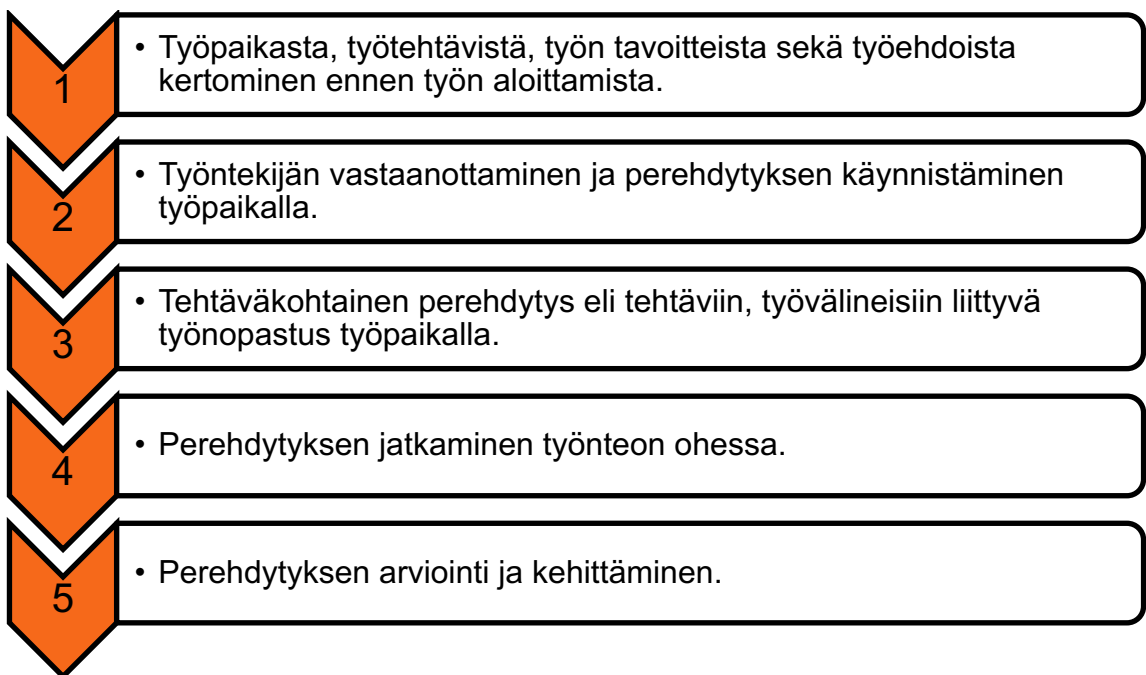 1
• Työpaikasta, työtehtävistä, työn tavoitteista sekä työehdoista
kertominen ennen työn aloittamista.
2
• Työntekijän vastaanottaminen ja perehdytyksen käynnistäminen
työpaikalla.
3
• Tehtäväkohtainen perehdytys eli tehtäviin, työvälineisiin liittyvä
työnopastus työpaikalla.
4
• Perehdytyksen jatkaminen työnteon ohessa.
5
• Perehdytyksen arviointi ja kehittäminen.